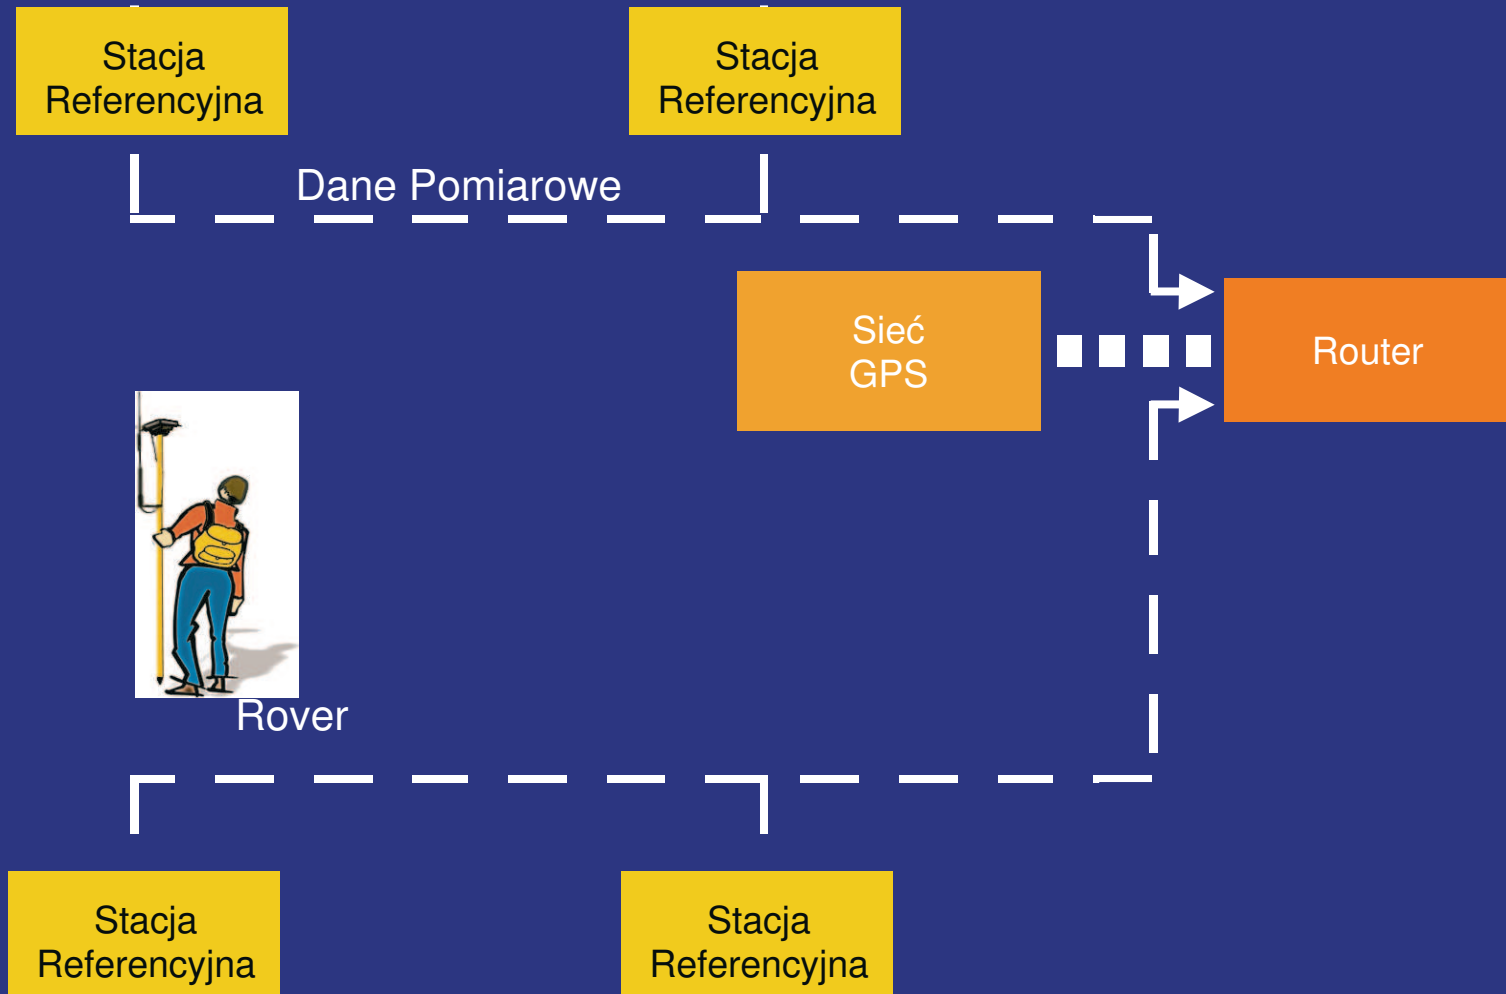 Stacja
Referencyjna
Stacja
Referencyjna
Dane Pomiarowe
Sieć
GPS
Router
Rover
Stacja
Referencyjna
Stacja
Referencyjna